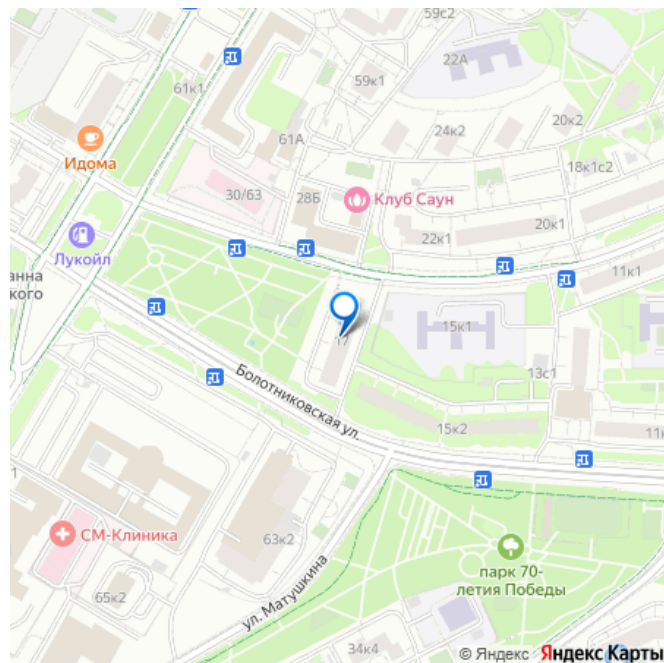 59с2
22А
59к1
61к1
20к2
24к2
61А
Идома
18к1с2
30/63
28Б
Клуб Саун
20к1
22к1
Лукойл
11к1
анна
кого
15к1
17
13с1
Болотниковская ул.
15к2
11к
1
СМ-Клиника
63к2
парк 70-
летия Победы
65к2
ул. Матушкина
34к4
© Яндекс Яндекс Карты